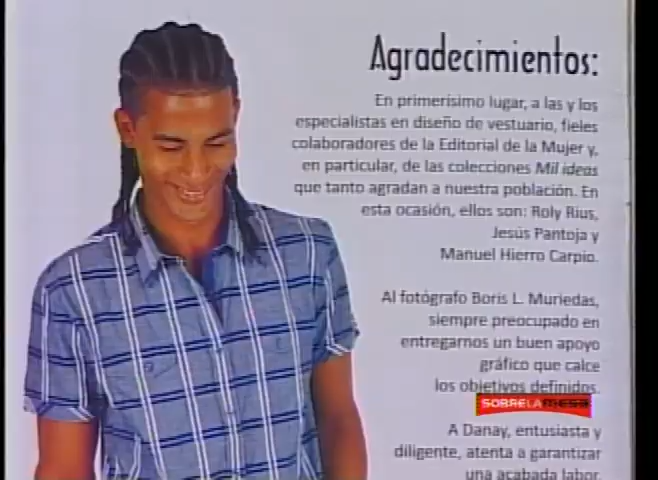 Agradecimientos:
En primerísimo lugar, a las y los
especialistas en diseño de vestuario, fieles
colaboradores de la Editorial de la Mujer y,
en particular, de las colecciones Mil ideas
que tanto agradan a nuestra población. En
esta ocasión, ellos son: Roly Rius,
Jesús Pantoja y
Manuel Hierro Carpio.
Al fotógrafo Boris L. Muriedas,
siempre preocupado en
entregarnos un buen apoyo
gráfico que calce
los objetivos definidos.
SOBRELAMESA
A Danay, entusiasta y
diligente, atenta a garantizar
una acabada labor.